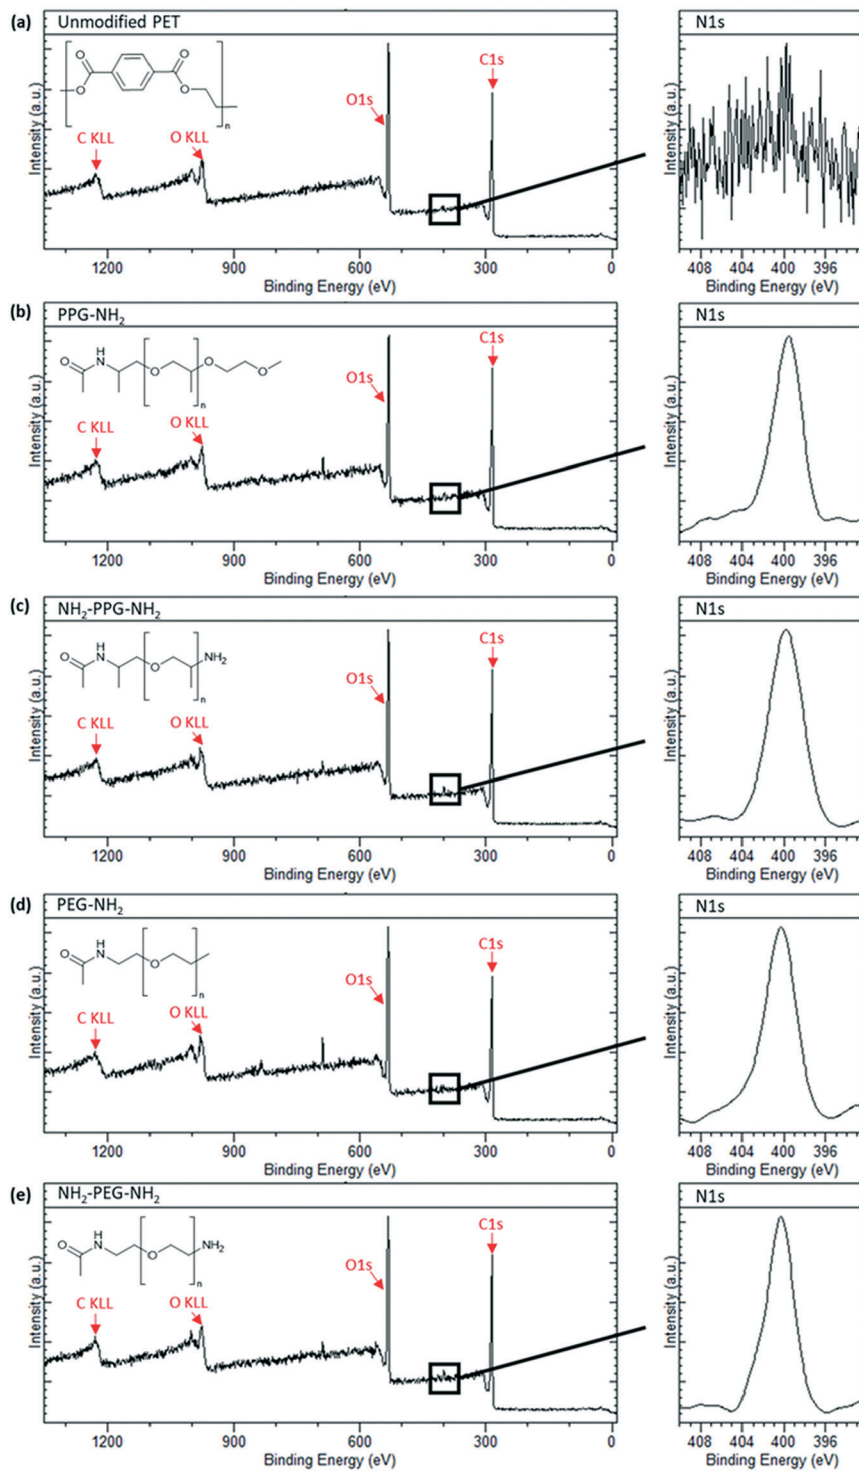 (a) Unmodified PET N1s
O O
O O n
C KLL O KLL O1s C1s
Intensity (a.u.) Intensity (a.u.)
1200 900 600 300 0 408 404 400 396
Binding Energy (eV) Binding Energy (eV)
(b) PPG-NH2 N1s
O H N O O O n
C KLL O KLL O1s C1s
Intensity (a.u.) Intensity (a.u.)
1200 900 600 300 0 408 404 400 396
Binding Energy (eV) Binding Energy (eV)
(c) NH2-PPG-NH2 N1s
O H N O NH2 n
C KLL O KLL O1s C1s
Intensity (a.u.) Intensity (a.u.)
1200 900 600 300 0 408 404 400 396
Binding Energy (eV) Binding Energy (eV)
(d) PEG-NH2 N1s
O H N O n
C KLL O KLL O1s C1s
Intensity (a.u.) Intensity (a.u.)
1200 900 600 300 0 408 404 400 396
Binding Energy (eV) Binding Energy (eV)
(e) NH2-PEG-NH2 N1s
O H N O NH2 n
C KLL O KLL O1s C1s
Intensity (a.u.) Intensity (a.u.)
1200 900 600 300 0 408 404 400 396
Binding Energy (eV) Binding Energy (eV)